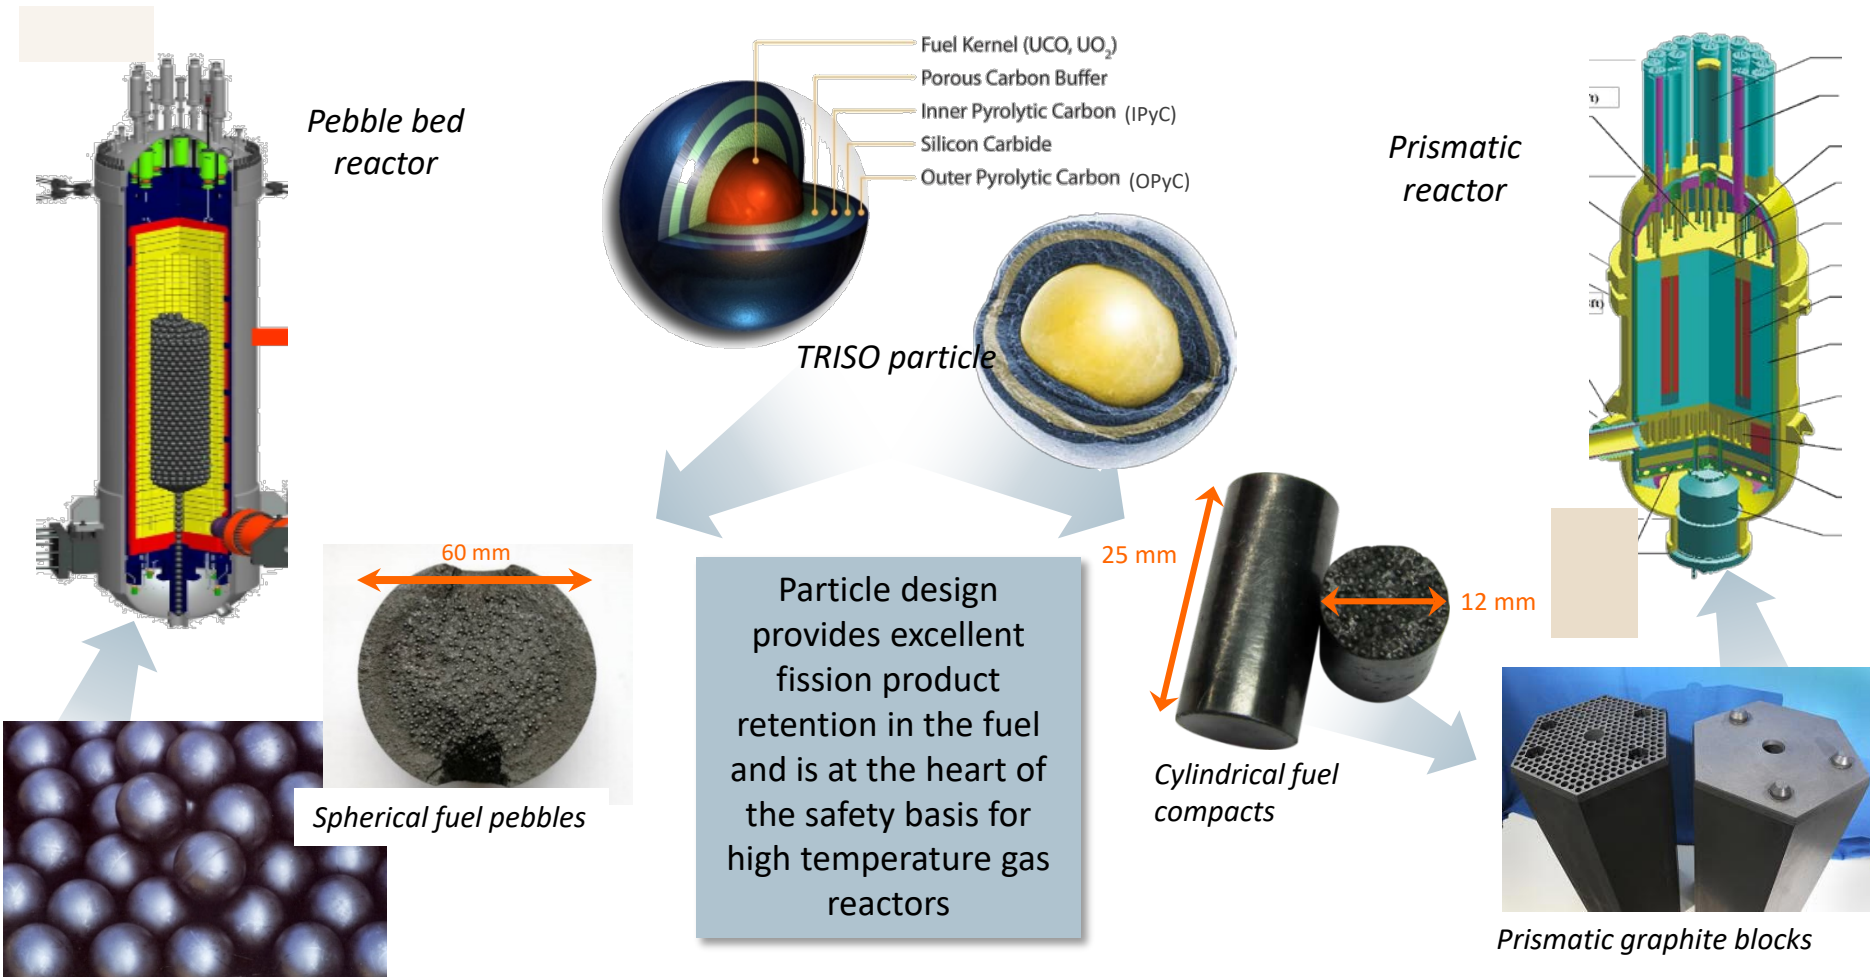 Pebble bed
reactor
Fuel Kernel (UCO, UO₂)
Porous Carbon Buffer
Inner Pyrolytic Carbon (IPyC)
Silicon Carbide
Outer Pyrolytic Carbon (OPyC)
TRISO particle
Prismatic
reactor
t)
ft)
60 mm
Spherical fuel pebbles
Particle design
provides excellent
fission product
retention in the fuel
and is at the heart of
the safety basis for
high temperature gas
reactors
25 mm
12 mm
Cylindrical fuel
compacts
Prismatic graphite blocks